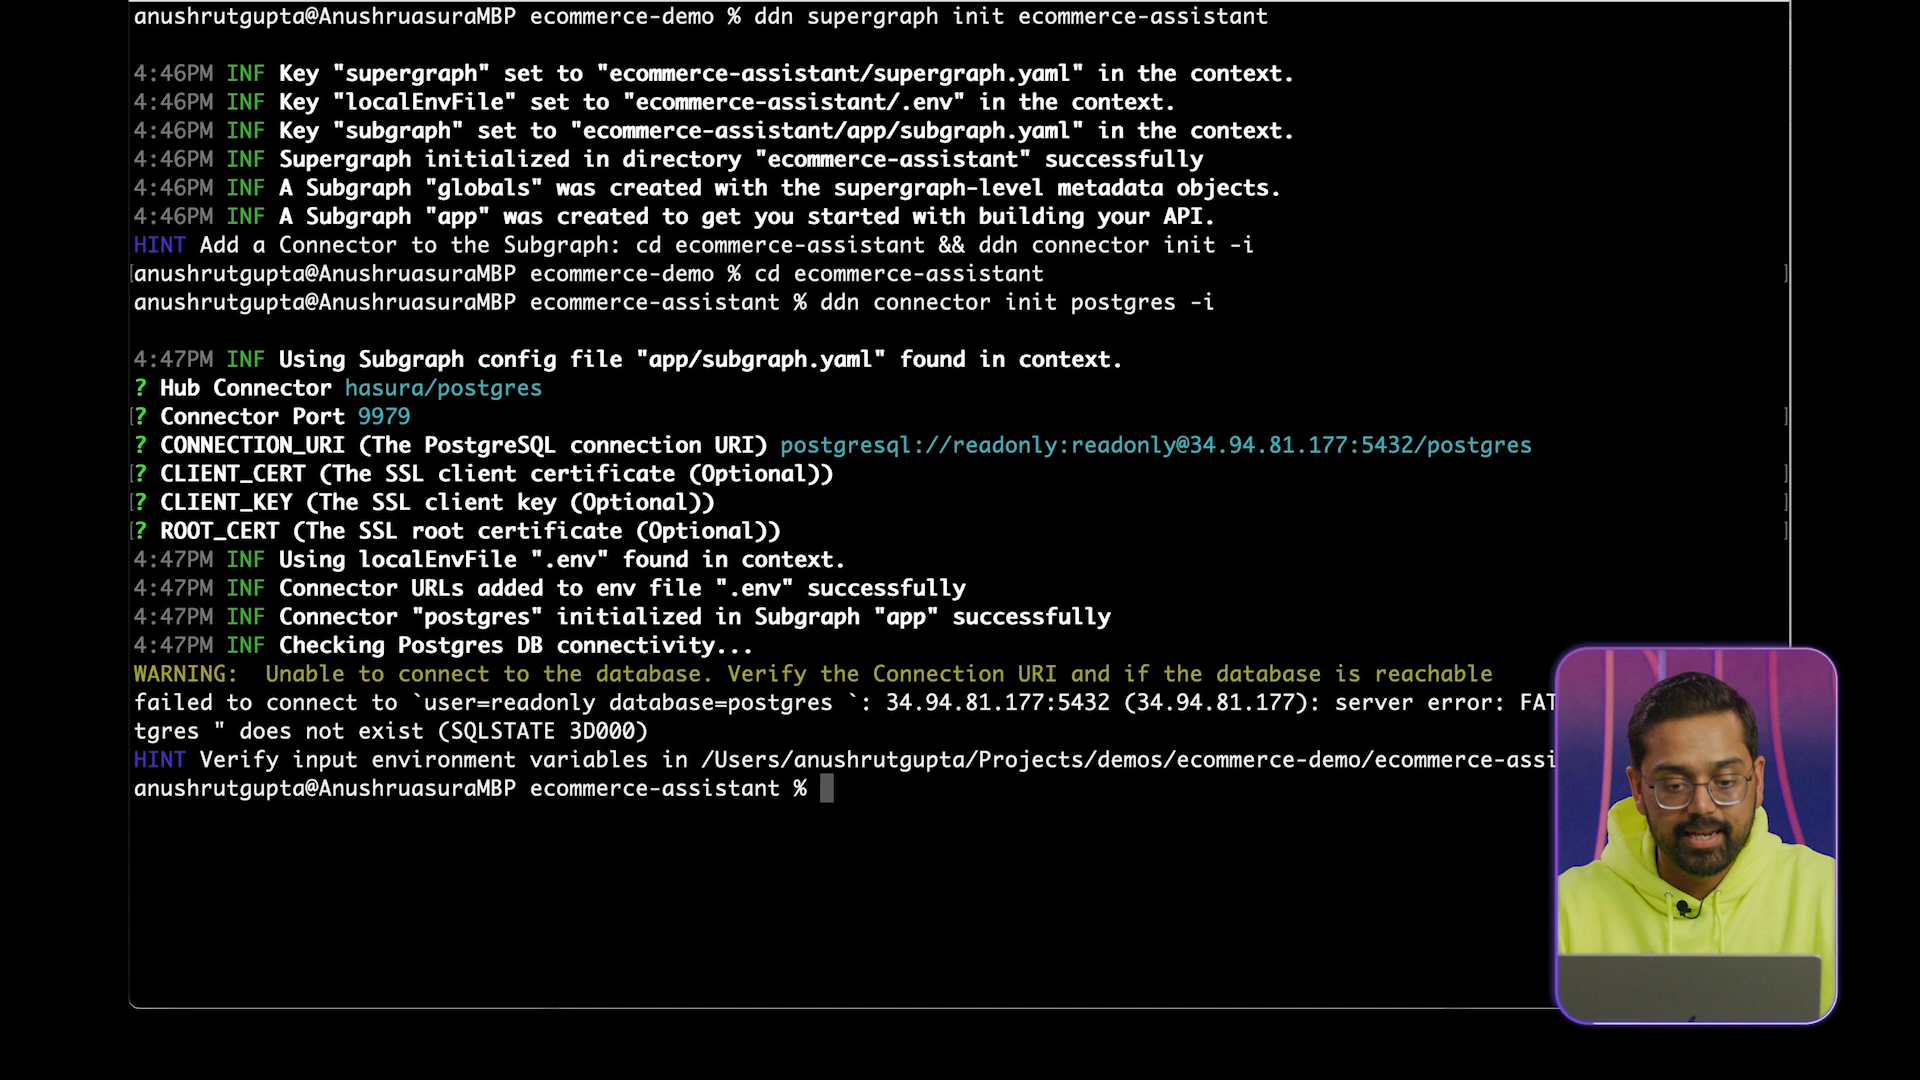 anushrutgupta@AnushruasuraMBP ecommerce-demo % ddn supergraph init ecommerce-assistant
4:46PM INF Key "supergraph" set to "ecommerce-assistant/supergraph.yaml" in the context.
4:46PM INF Key "localEnvFile" set to "ecommerce-assistant/.env" in the context.
4:46PM INF Key "subgraph" set to "ecommerce-assistant/app/subgraph.yaml" in the context.
4:46PM INF Supergraph initialized in directory "ecommerce-assistant" successfully
4:46PM INF A Subgraph "globals" was created with the supergraph-level metadata objects.
4:46PM INF A Subgraph "app" was created to get you started with building your API.
HINT Add a Connector to the Subgraph: cd ecommerce-assistant && ddn connector init -i
[anushrutgupta@AnushruasuraMBP ecommerce-demo % cd ecommerce-assistant ]
anushrutgupta@AnushruasuraMBP ecommerce-assistant % ddn connector init postgres -i
4:47PM INF Using Subgraph config file "app/subgraph.yaml" found in context.
? Hub Connector hasura/postgres
[? Connector Port 9979 ]
? CONNECTION_URI (The PostgreSQL connection URI) postgresql://readonly:readonly@34.94.81.177:5432/postgres
[? CLIENT_CERT (The SSL client certificate (Optional)) ]
[? CLIENT_KEY (The SSL client key (Optional)) ]
[? ROOT_CERT (The SSL root certificate (Optional)) ]
4:47PM INF Using localEnvFile ".env" found in context.
4:47PM INF Connector URLs added to env file ".env" successfully
4:47PM INF Connector "postgres" initialized in Subgraph "app" successfully
4:47PM INF Checking Postgres DB connectivity...
WARNING:  Unable to connect to the database. Verify the Connection URI and if the database is reachable
failed to connect to `user=readonly database=postgres `: 34.94.81.177:5432 (34.94.81.177): server error: FAT
tgres " does not exist (SQLSTATE 3D000)
HINT Verify input environment variables in /Users/anushrutgupta/Projects/demos/ecommerce-demo/ecommerce-assi
anushrutgupta@AnushruasuraMBP ecommerce-assistant %